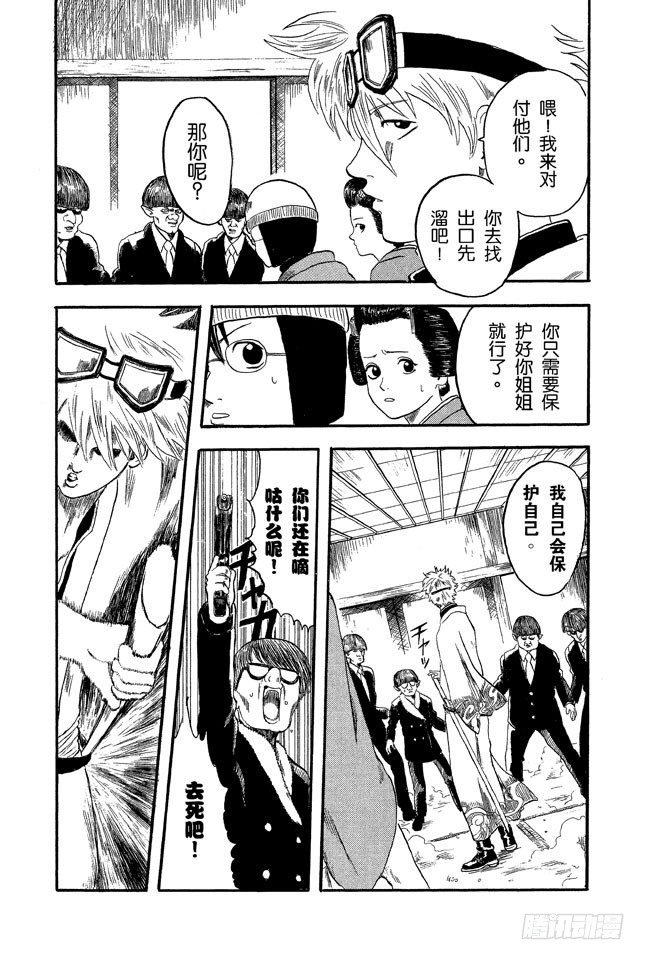 喂！我来对
付他们。
你去找
出口先
溜吧！
那你呢？
你只需要保
护好你姐姐
就行了。
我自己会保
护自己。
チャッ
你们还在嘀
咕什么呢！
チャカ
去死吧！
腾讯动漫